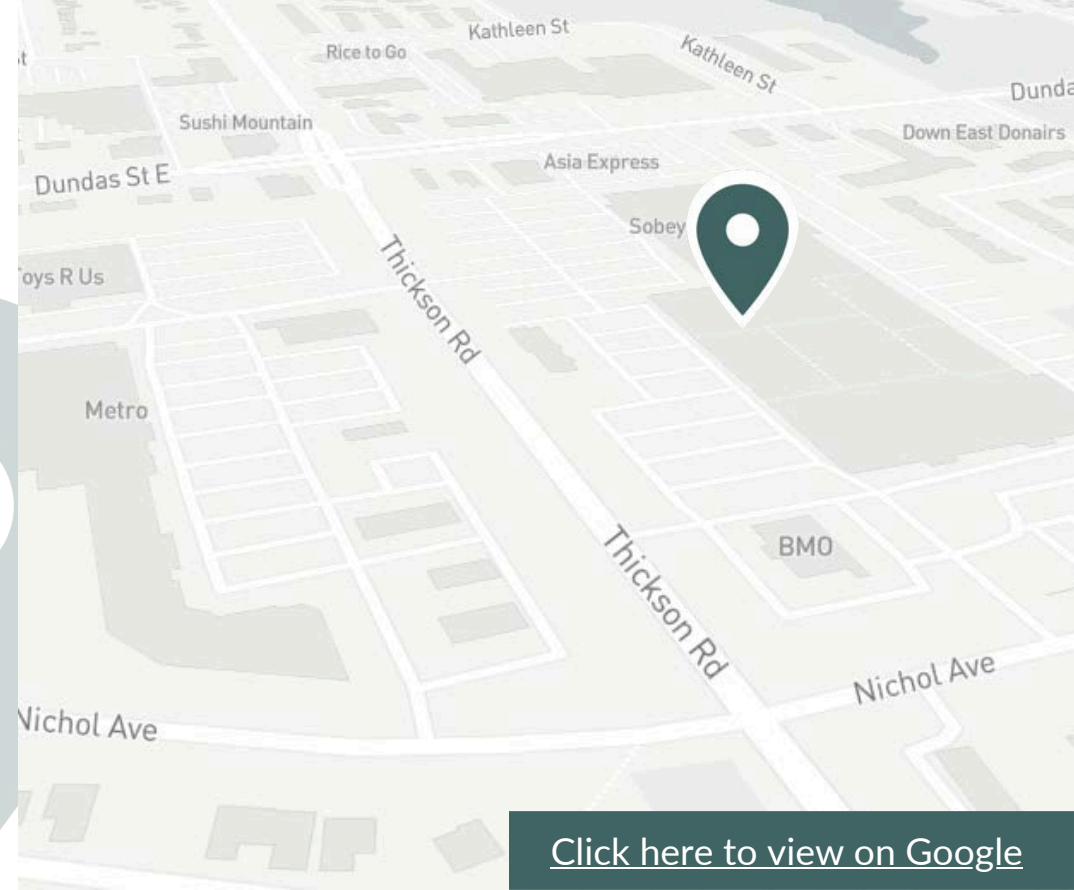 Kathleen St
Rice to Go
Kathleen St
Dunda
Sushi Mountain
Down East Donairs
Asia Express
Dundas St E
Sobey
oys R Us
Thickson Rd
Metro
BMO
Thickson Rd
Nichol Ave
Nichol Ave
Click here to view on Google